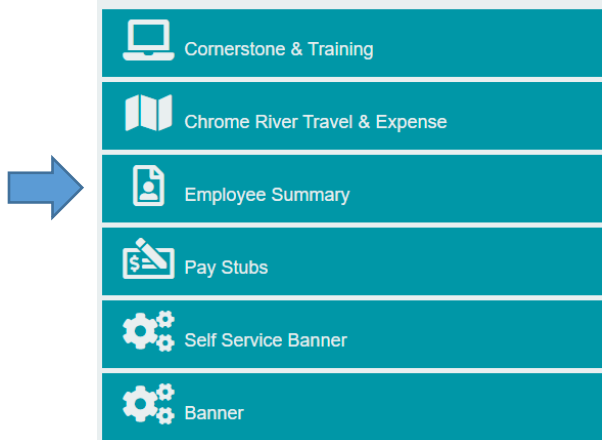 Cornerstone & Training
Chrome River Travel & Expense
Employee Summary
$
Pay Stubs
Self Service Banner
Banner